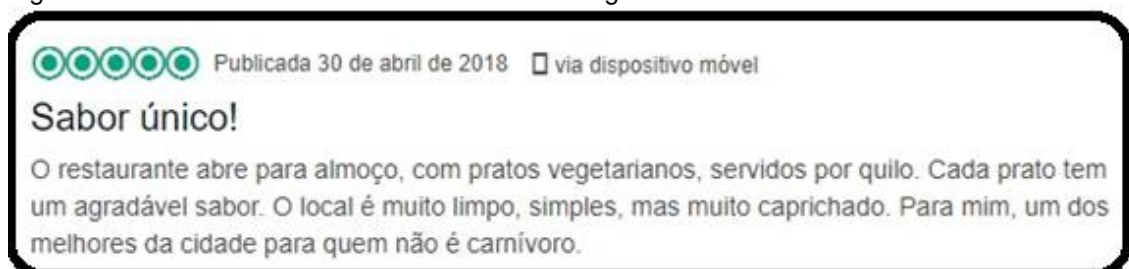 Publicada 30 de abril de 2018 via dispositivo móvel
Sabor único!
O restaurante abre para almoço, com pratos vegetarianos, servidos por quilo. Cada prato tem
um agradável sabor. O local é muito limpo, simples, mas muito caprichado. Para mim, um dos
melhores da cidade para quem não é carnívoro.